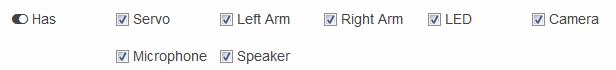 Has Servo Left Arm Right Arm LED Camera
Microphone Speaker